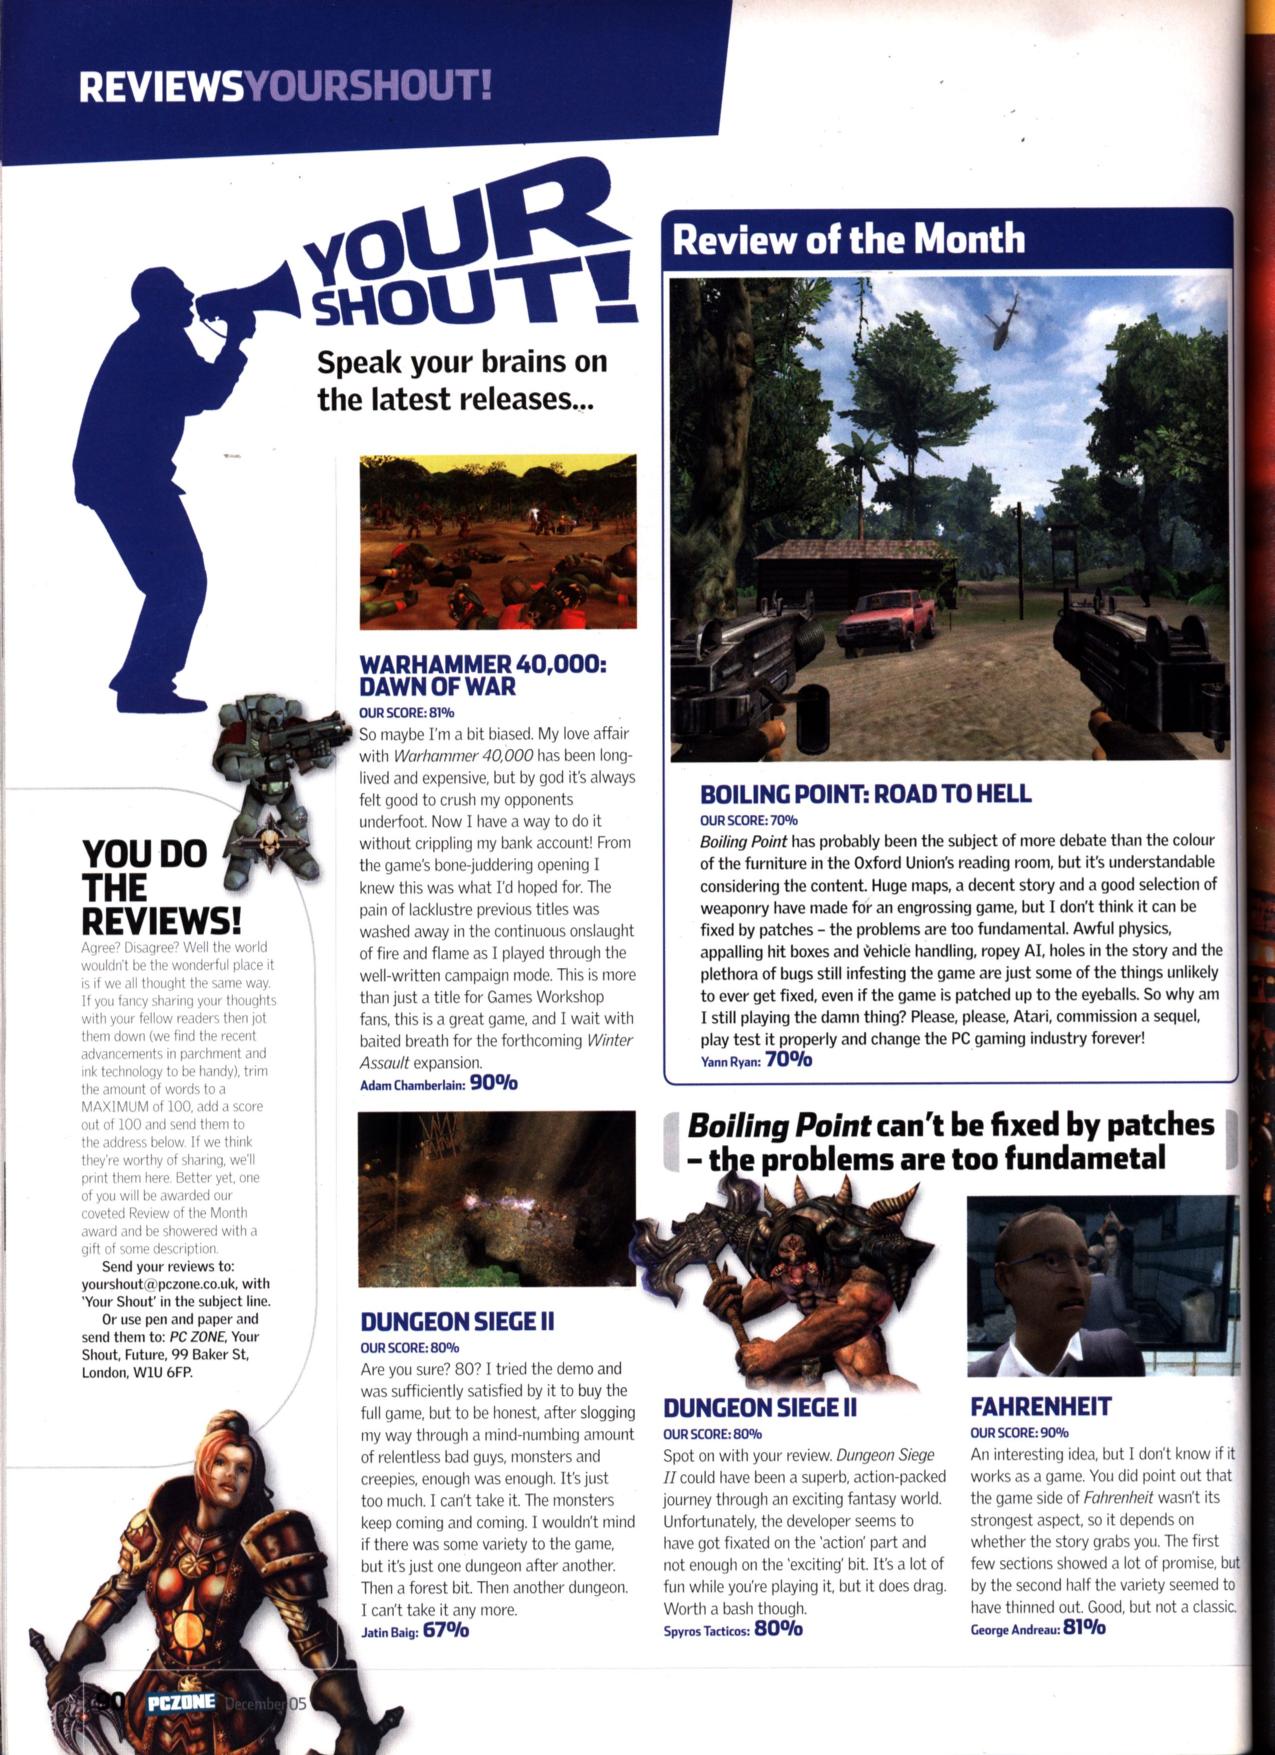 REVIEWSYOURSHOUT!
YOUR
SHOUT!
Speak your brains on
the latest releases...
YOU DO
THE
REVIEWS!
Agree? Disagree? Well the world
wouldn't be the wonderful place it
is if we all thought the same way.
If you fancy sharing your thoughts
with your fellow readers then jot
them down (we find the recent
advancements in parchment and
ink technology to be handy), trim
the amount of words to a
MAXIMUM of 100, add a score
out of 100 and send them to
the address below. If we think
they're worthy of sharing, we'll
print them here. Better yet, one
of you will be awarded our
coveted Review of the Month
award and be showered with a
gift of some description.
Send your reviews to:
yourshout@pczone.co.uk, with
'Your Shout' in the subject line.
Or use pen and paper and
send them to: PC ZONE, Your
Shout, Future, 99 Baker St,
London, W1U 6FP.
WARHAMMER 40,000:
DAWN OF WAR
OUR SCORE: 81%
So maybe I'm a bit biased. My love affair
with Warhammer 40,000 has been long-
lived and expensive, but by god it's always
felt good to crush my opponents
underfoot. Now I have a way to do it
without crippling my bank account! From
the game's bone-juddering opening I
knew this was what I'd hoped for. The
pain of lacklustre previous titles was
washed away in the continuous onslaught
of fire and flame as I played through the
well-written campaign mode. This is more
than just a title for Games Workshop
fans, this is a great game, and I wait with
baited breath for the forthcoming Winter
Assault expansion.
Adam Chamberlain: 90%
DUNGEON SIEGE II
OUR SCORE: 80%
Are you sure? 80? I tried the demo and
was sufficiently satisfied by it to buy the
full game, but to be honest, after slogging
my way through a mind-numbing amount
of relentless bad guys, monsters and
creepies, enough was enough. It's just
too much. I can't take it. The monsters
keep coming and coming. I wouldn't mind
if there was some variety to the game,
but it's just one dungeon after another.
Then a forest bit. Then another dungeon.
I can't take it any more.
Jatin Baig: 67%
Review of the Month
BOILING POINT: ROAD TO HELL
OUR SCORE: 70%
Boiling Point has probably been the subject of more debate than the colour
of the furniture in the Oxford Union's reading room, but it's understandable
considering the content. Huge maps, a decent story and a good selection of
weaponry have made for an engrossing game, but I don't think it can be
fixed by patches – the problems are too fundamental. Awful physics,
appalling hit boxes and vehicle handling, ropey AI, holes in the story and the
plethora of bugs still infesting the game are just some of the things unlikely
to ever get fixed, even if the game is patched up to the eyeballs. So why am
I still playing the damn thing? Please, please, Atari, commission a sequel,
play test it properly and change the PC gaming industry forever!
Yann Ryan: 70%
Boiling Point can't be fixed by patches
– the problems are too fundametal
DUNGEON SIEGE II
OUR SCORE: 80%
Spot on with your review. Dungeon Siege
II could have been a superb, action-packed
journey through an exciting fantasy world.
Unfortunately, the developer seems to
have got fixated on the 'action' part and
not enough on the 'exciting' bit. It's a lot of
fun while you're playing it, but it does drag.
Worth a bash though.
Spyros Tacticos: 80%
FAHRENHEIT
OUR SCORE: 90%
An interesting idea, but I don't know if it
works as a game. You did point out that
the game side of Fahrenheit wasn't its
strongest aspect, so it depends on
whether the story grabs you. The first
few sections showed a lot of promise, but
by the second half the variety seemed to
have thinned out. Good, but not a classic.
George Andreau: 81%
90 PCZONE December 05